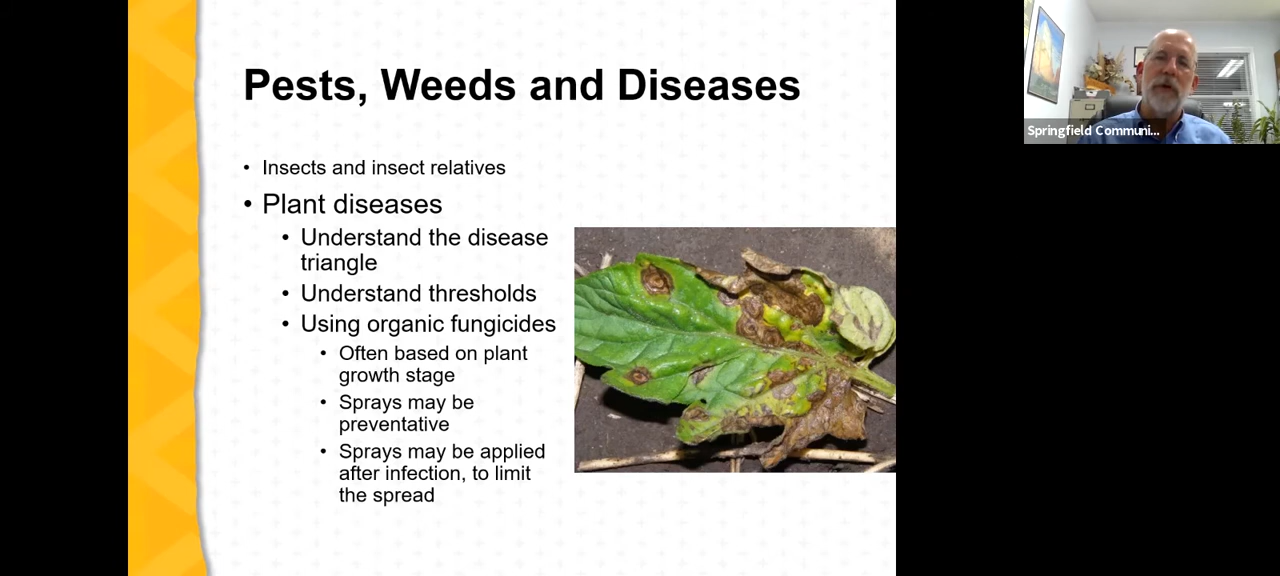 Pests, Weeds and Diseases
Springfield Communi...
• Insects and insect relatives
• Plant diseases
• Understand the disease
triangle
• Understand thresholds
• Using organic fungicides
• Often based on plant
growth stage
• Sprays may be
preventative
• Sprays may be applied
after infection, to limit
the spread